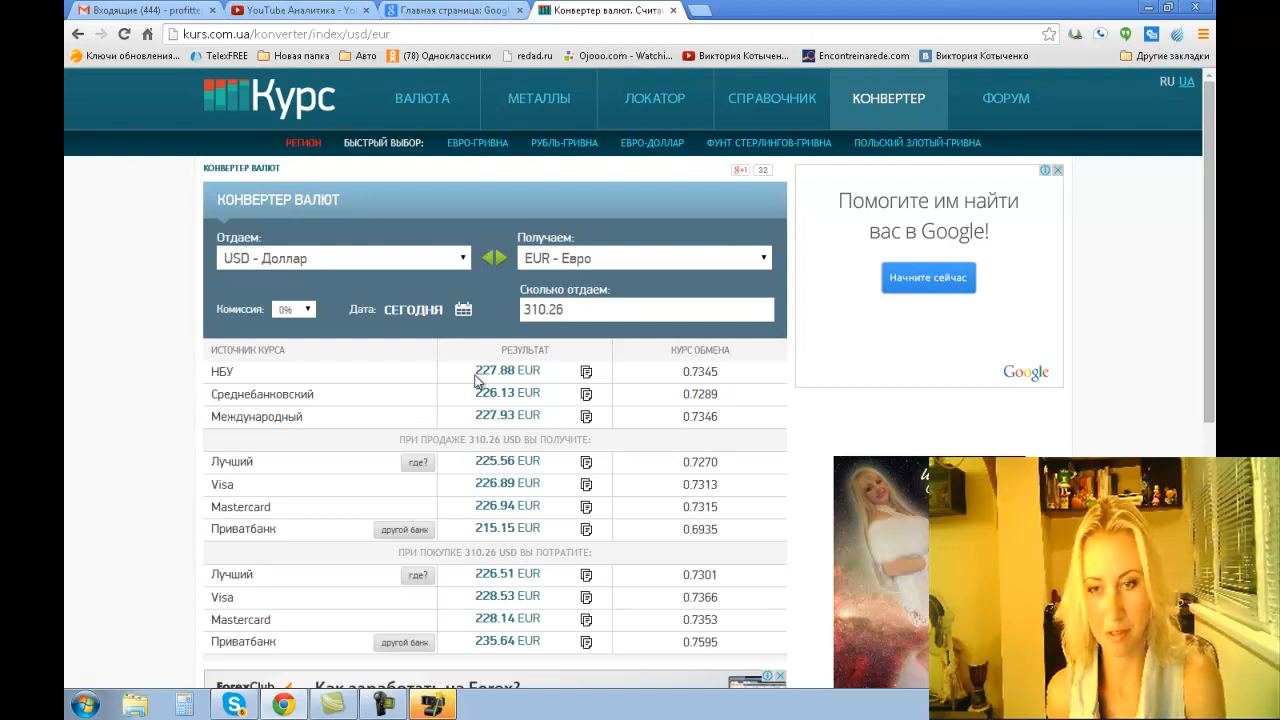 Входящие (444) - profitter
YouTube Аналитика - You
Главная страница: Googl
Конвертер валют. Счита
kurs.com.ua/konverter/index/usd/eur
Ключи обновления...
TelexFREE
Новая папка
Авто
(78) Одноклассники
redad.ru
Ojooo.com - Watchi...
Виктория Котычен...
Encontreinarede.com
Виктория Котыченко
Другие закладки
Курс
ВАЛЮТА
МЕТАЛЛЫ
ЛОКАТОР
СПРАВОЧНИК
КОНВЕРТЕР
ФОРУМ
RU UA
РЕГИОН
БЫСТРЫЙ ВЫБОР:
ЕВРО-ГРИВНА
РУБЛЬ-ГРИВНА
ЕВРО-ДОЛЛАР
ФУНТ СТЕРЛИНГОВ-ГРИВНА
ПОЛЬСКИЙ ЗЛОТЫЙ-ГРИВНА
КОНВЕРТЕР ВАЛЮТ
g+1 32
КОНВЕРТЕР ВАЛЮТ
Отдаем:
Получаем:
USD - Доллар
EUR - Евро
Сколько отдаем:
Комиссия: 0%
Дата: СЕГОДНЯ
310.26
ИСТОЧНИК КУРСА РЕЗУЛЬТАТ КУРС ОБМЕНА
НБУ 227.88 EUR 0.7345
Среднебанковский 226.13 EUR 0.7289
Международный 227.93 EUR 0.7346
ПРИ ПРОДАЖЕ 310.26 USD ВЫ ПОЛУЧИТЕ:
Лучший где? 225.56 EUR 0.7270
Visa 226.89 EUR 0.7313
Mastercard 226.94 EUR 0.7315
Приватбанк другой банк 215.15 EUR 0.6935
ПРИ ПОКУПКЕ 310.26 USD ВЫ ПОТРАТИТЕ:
Лучший где? 226.51 EUR 0.7301
Visa 228.53 EUR 0.7366
Mastercard 228.14 EUR 0.7353
Приватбанк другой банк 235.64 EUR 0.7595
ForexClub
Как заработать на Forex?
Помогите им найти
вас в Google!
Начните сейчас
Google